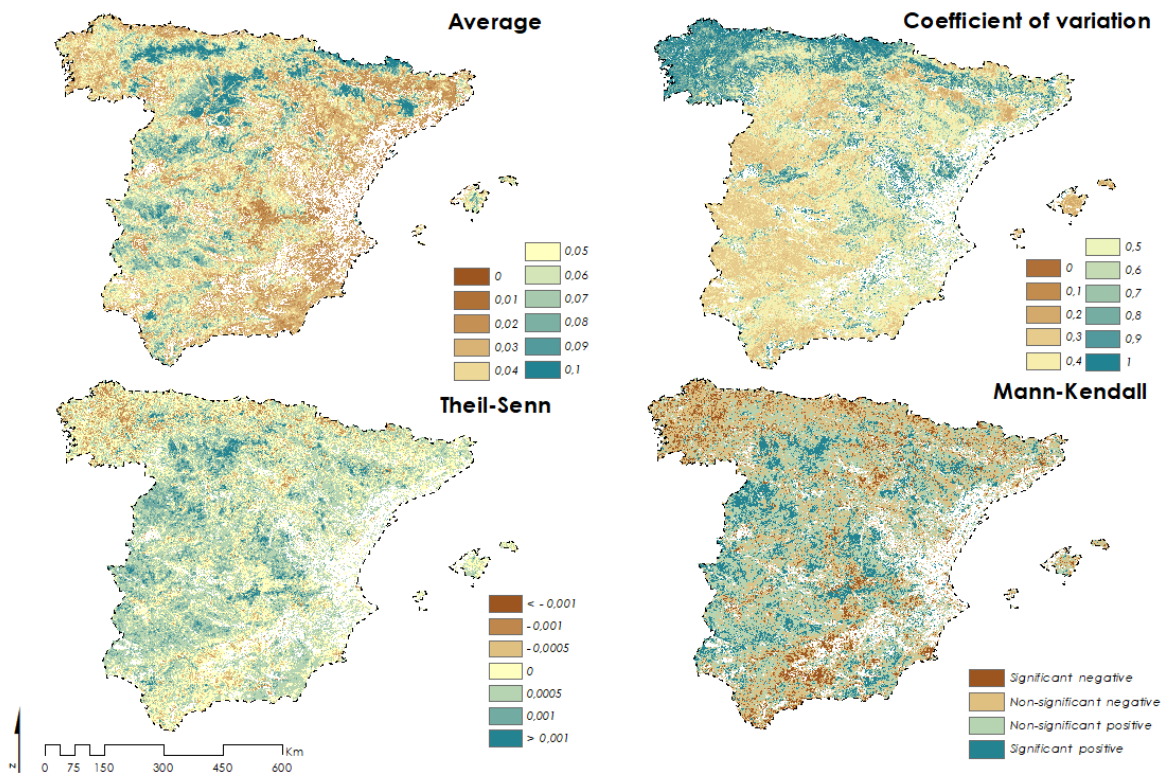 Average
Coefficient of variation
0
0,01
0,02
0,03
0,04
0,05
0,06
0,07
0,08
0,09
0,1
0
0,1
0,2
0,3
0,4
0,5
0,6
0,7
0,8
0,9
1
Theil-Senn
Mann-Kendall
< - 0,001
- 0,001
- 0,0005
0
0,0005
0,001
> 0,001
Significant negative
Non-significant negative
Non-significant positive
Significant positive
N
Km
0 75 150 300 450 600